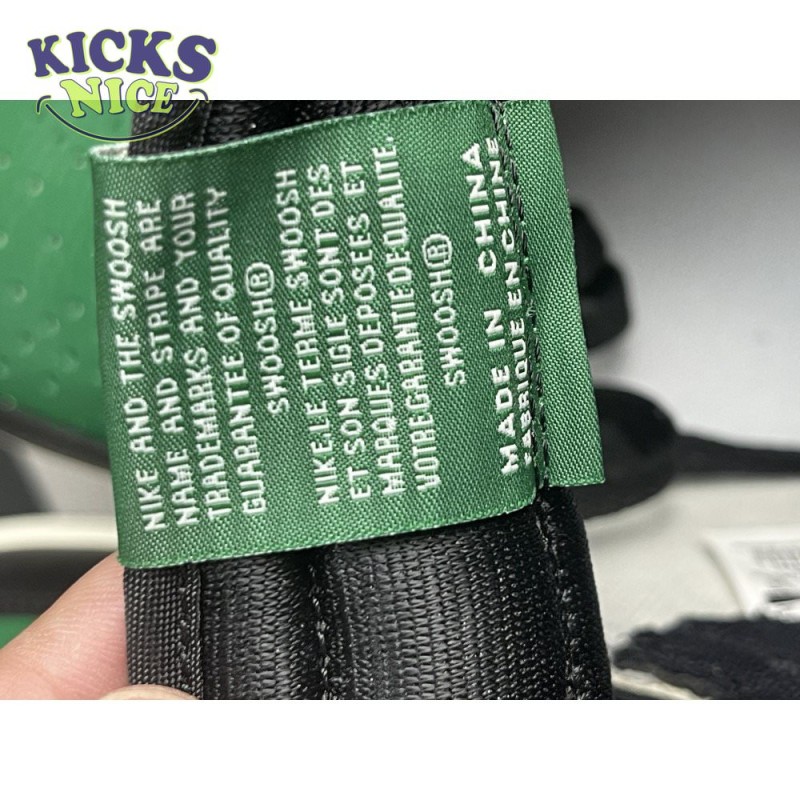 KICKS
NICE
NIKE AND THE SWOOSH
NAME AND STRIPE ARE
TRADEMARKS AND YOUR
GUARANTEE OF QUALITY
SWOOSH®
NIKE.LE TERME SWOOSH
ET SON SIGLE SONT DES
MARQUES DEPOSEES ET
VOTRE GARANTIE DE QUALITE.
SWOOSH®
MADE IN CHINA
FABRIQUE EN CHINE